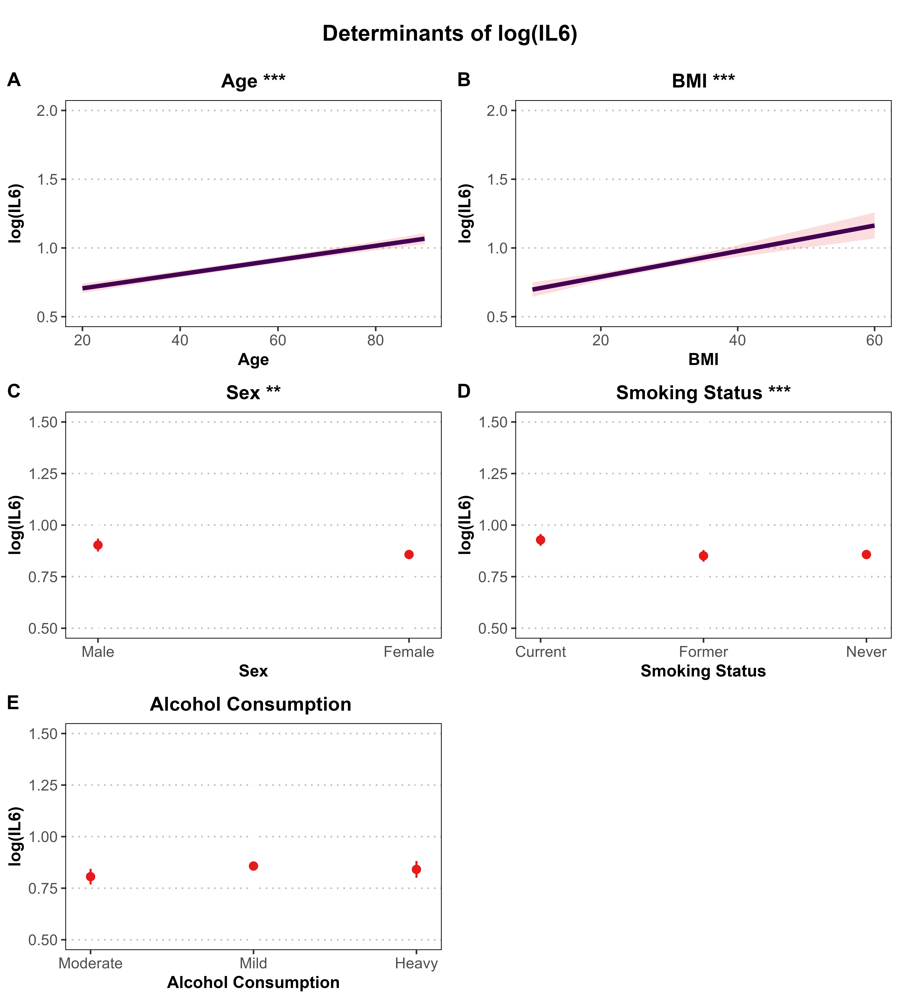 Determinants of log(IL6)
A
Age ***
log(IL6)
2.0
1.5
1.0
0.5
20 40 60 80
Age
B
BMI ***
log(IL6)
2.0
1.5
1.0
0.5
20 40 60
BMI
C
Sex **
log(IL6)
1.50
1.25
1.00
0.75
0.50
Male Female
Sex
D
Smoking Status ***
log(IL6)
1.50
1.25
1.00
0.75
0.50
Current Former Never
Smoking Status
E
Alcohol Consumption
log(IL6)
1.50
1.25
1.00
0.75
0.50
Moderate Mild Heavy
Alcohol Consumption